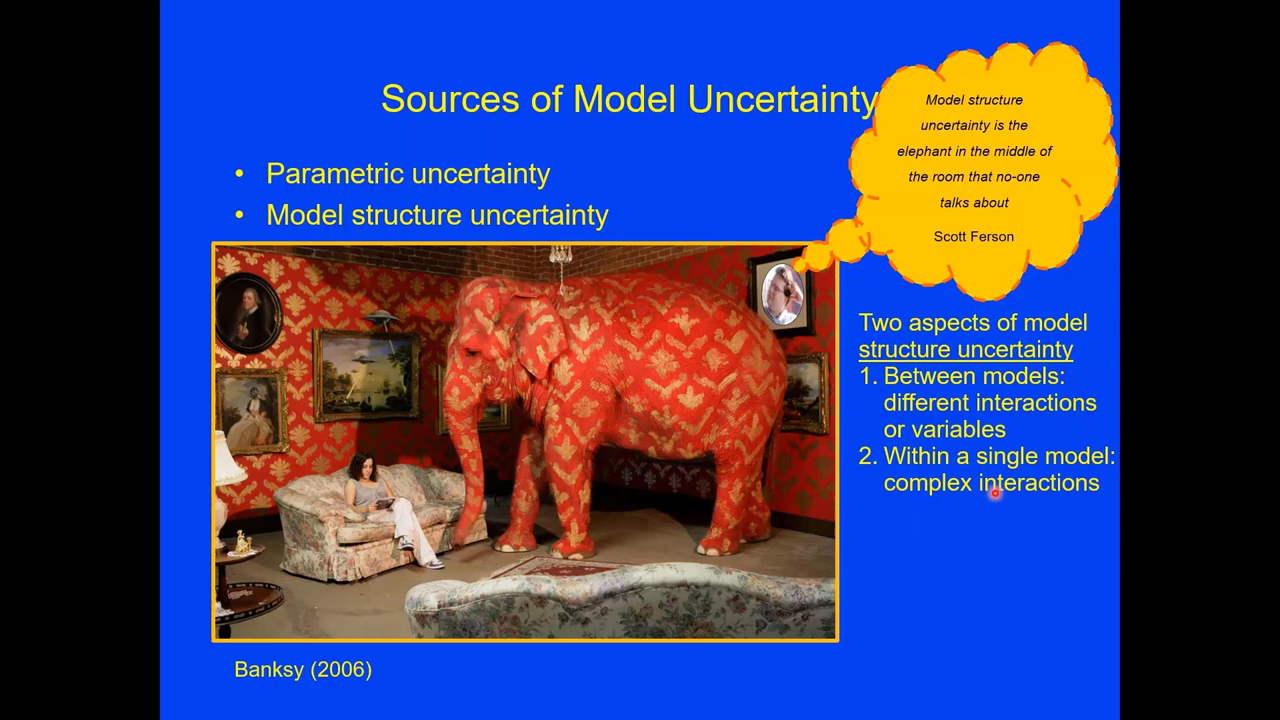 Sources of Model Uncertainty
• Parametric uncertainty
• Model structure uncertainty
Model structure
uncertainty is the
elephant in the middle of
the room that no-one
talks about
Scott Ferson
Two aspects of model
structure uncertainty
1. Between models:
different interactions
or variables
2. Within a single model:
complex interactions
Banksy (2006)